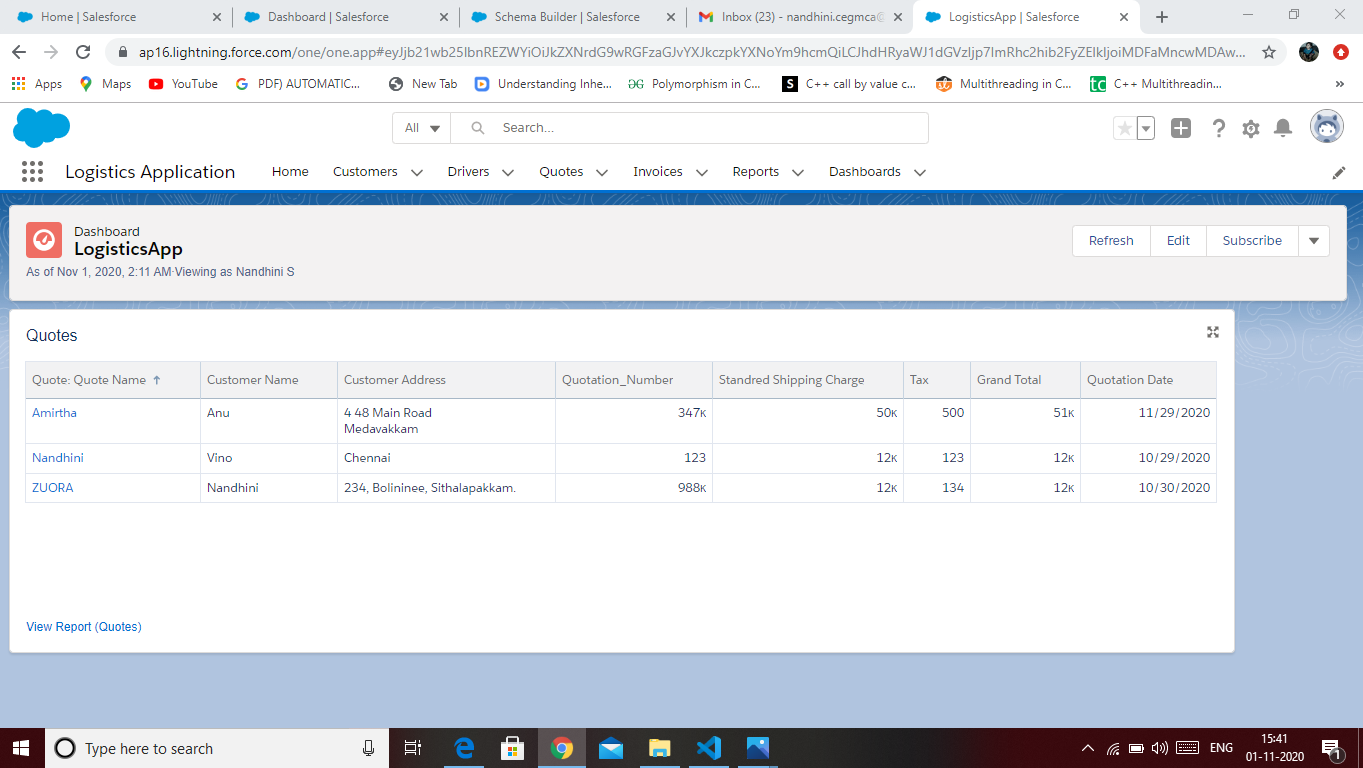 Home | Salesforce
Dashboard | Salesforce
Schema Builder | Salesforce
Inbox (23) - nandhini.cegmca@
LogisticsApp | Salesforce
ap16.lightning.force.com/one/one.app#
Apps
Maps
YouTube
PDF) AUTOMATIC...
New Tab
Understanding Inhe...
Polymorphism in C...
S
C++ call by value c...
Multithreading in C...
tc
C++ Multithreadin...
»
All
Search...
Logistics Application
Home
Customers
Drivers
Quotes
Invoices
Reports
Dashboards
Dashboard
LogisticsApp
As of Nov 1, 2020, 2:11 AM·Viewing as Nandhini S
Refresh
Edit
Subscribe
Quotes
Quote: Quote Name ↑ Customer Name Customer Address Quotation_Number Standred Shipping Charge Tax Grand Total Quotation Date
Amirtha Anu 4 48 Main Road 347K 50K 500 51K 11/29/2020
Medavakkam
Nandhini Vino Chennai 123 12K 123 12K 10/29/2020
ZUORA Nandhini 234, Bolininee, Sithalapakkam. 988K 12K 134 12K 10/30/2020
View Report (Quotes)
Type here to search
ENG
15:41
01-11-2020
1